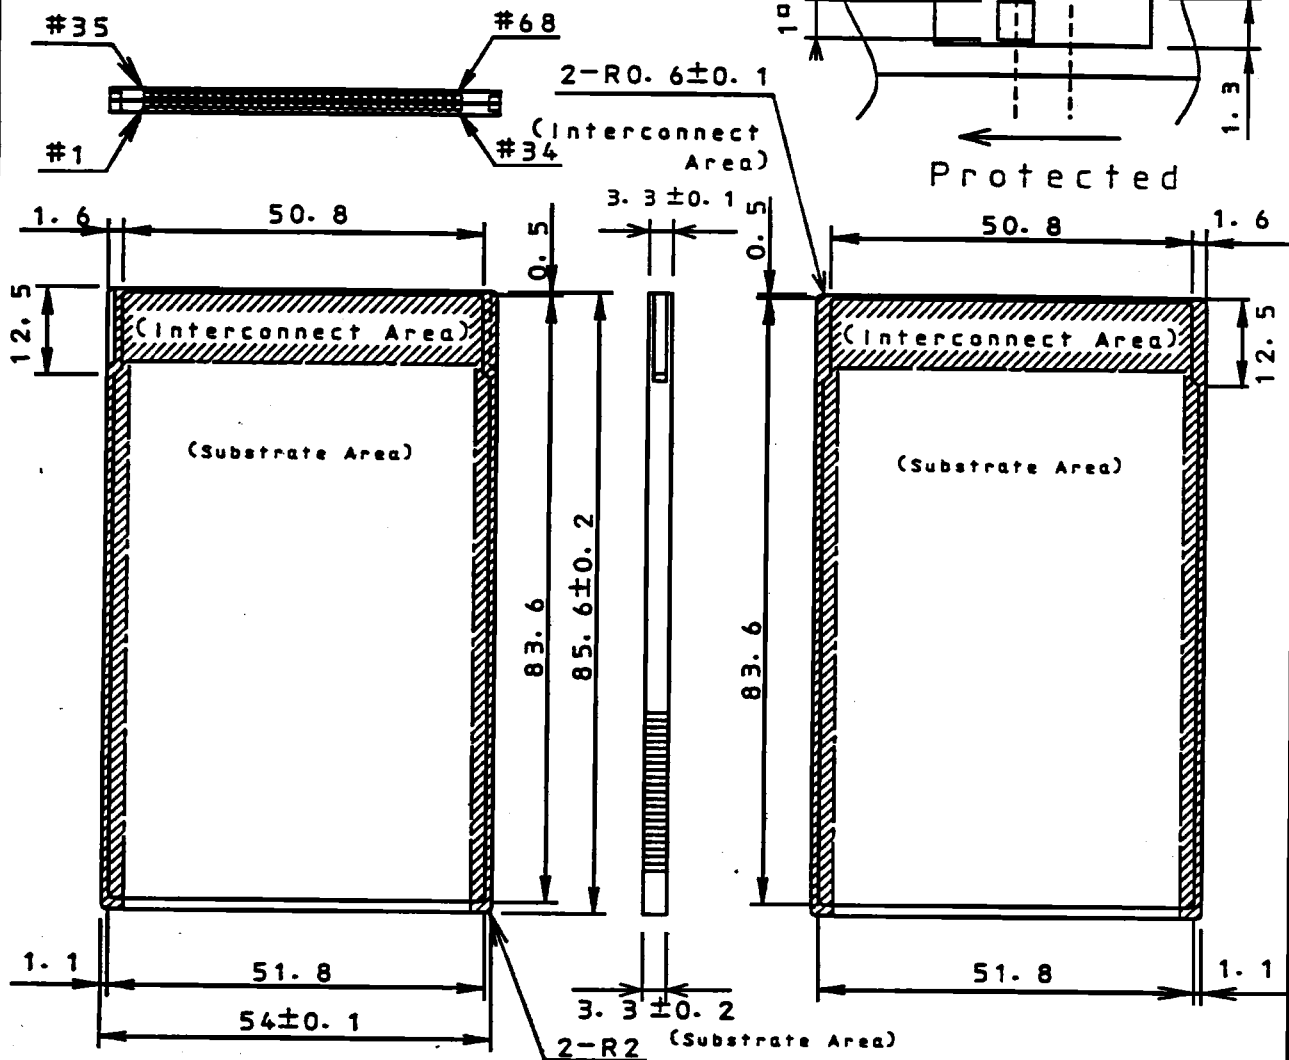 #35
#68
2-R0. 6±0. 1
1. 3
#1
#34
(Interconnect
Area)
Protected
3. 3±0. 1
1. 6
50. 8
0. 5
0. 5
50. 8
1. 6
12. 5
(Interconnect Area)
(Interconnect Area)
12. 5
(Substrate Area)
(Substrate Area)
83. 6
85. 6±0. 2
83. 6
1. 1
51. 8
51. 8
1. 1
54±0. 1
3. 3±0. 2
2-R2
(Substrate Area)